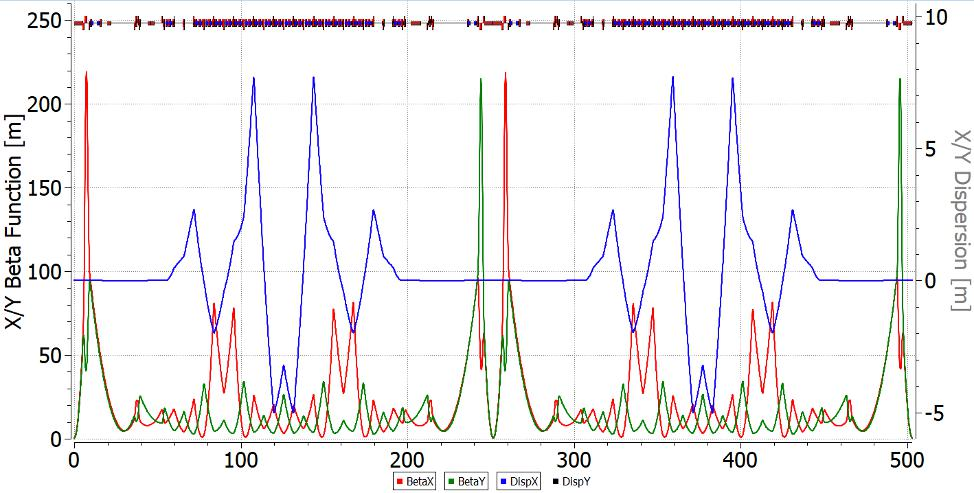 250
200
150
100
50
0
X/Y Beta Function [m]
10
5
0
-5
X/Y Dispersion [m]
0 100 200 300 400 500
BetaX BetaY DispX DispY